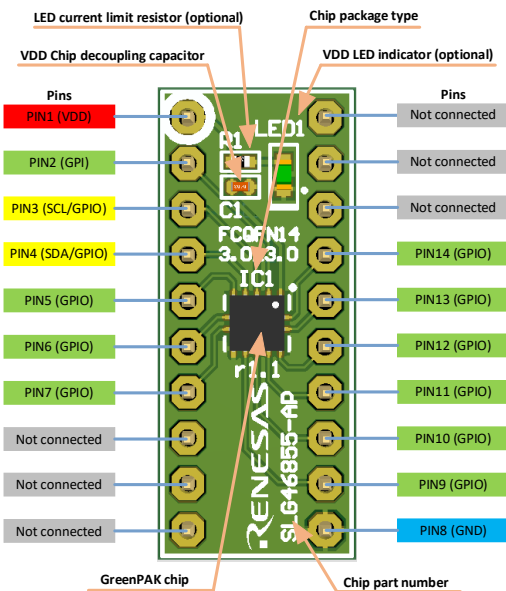 LED current limit resistor (optional)
Chip package type
VDD Chip decoupling capacitor
VDD LED indicator (optional)
Pins
Pins
PIN1 (VDD)
Not connected
PIN2 (GPI)
Not connected
PIN3 (SCL/GPIO)
Not connected
PIN4 (SDA/GPIO)
PIN14 (GPIO)
PIN5 (GPIO)
PIN13 (GPIO)
PIN6 (GPIO)
PIN12 (GPIO)
PIN7 (GPIO)
PIN11 (GPIO)
Not connected
PIN10 (GPIO)
Not connected
PIN9 (GPIO)
Not connected
PIN8 (GND)
LED1
R1
C1
FCQFN14
3.0x3.0
IC1
r1.1
RENESAS
SLG46855-AP
GreenPAK chip
Chip part number